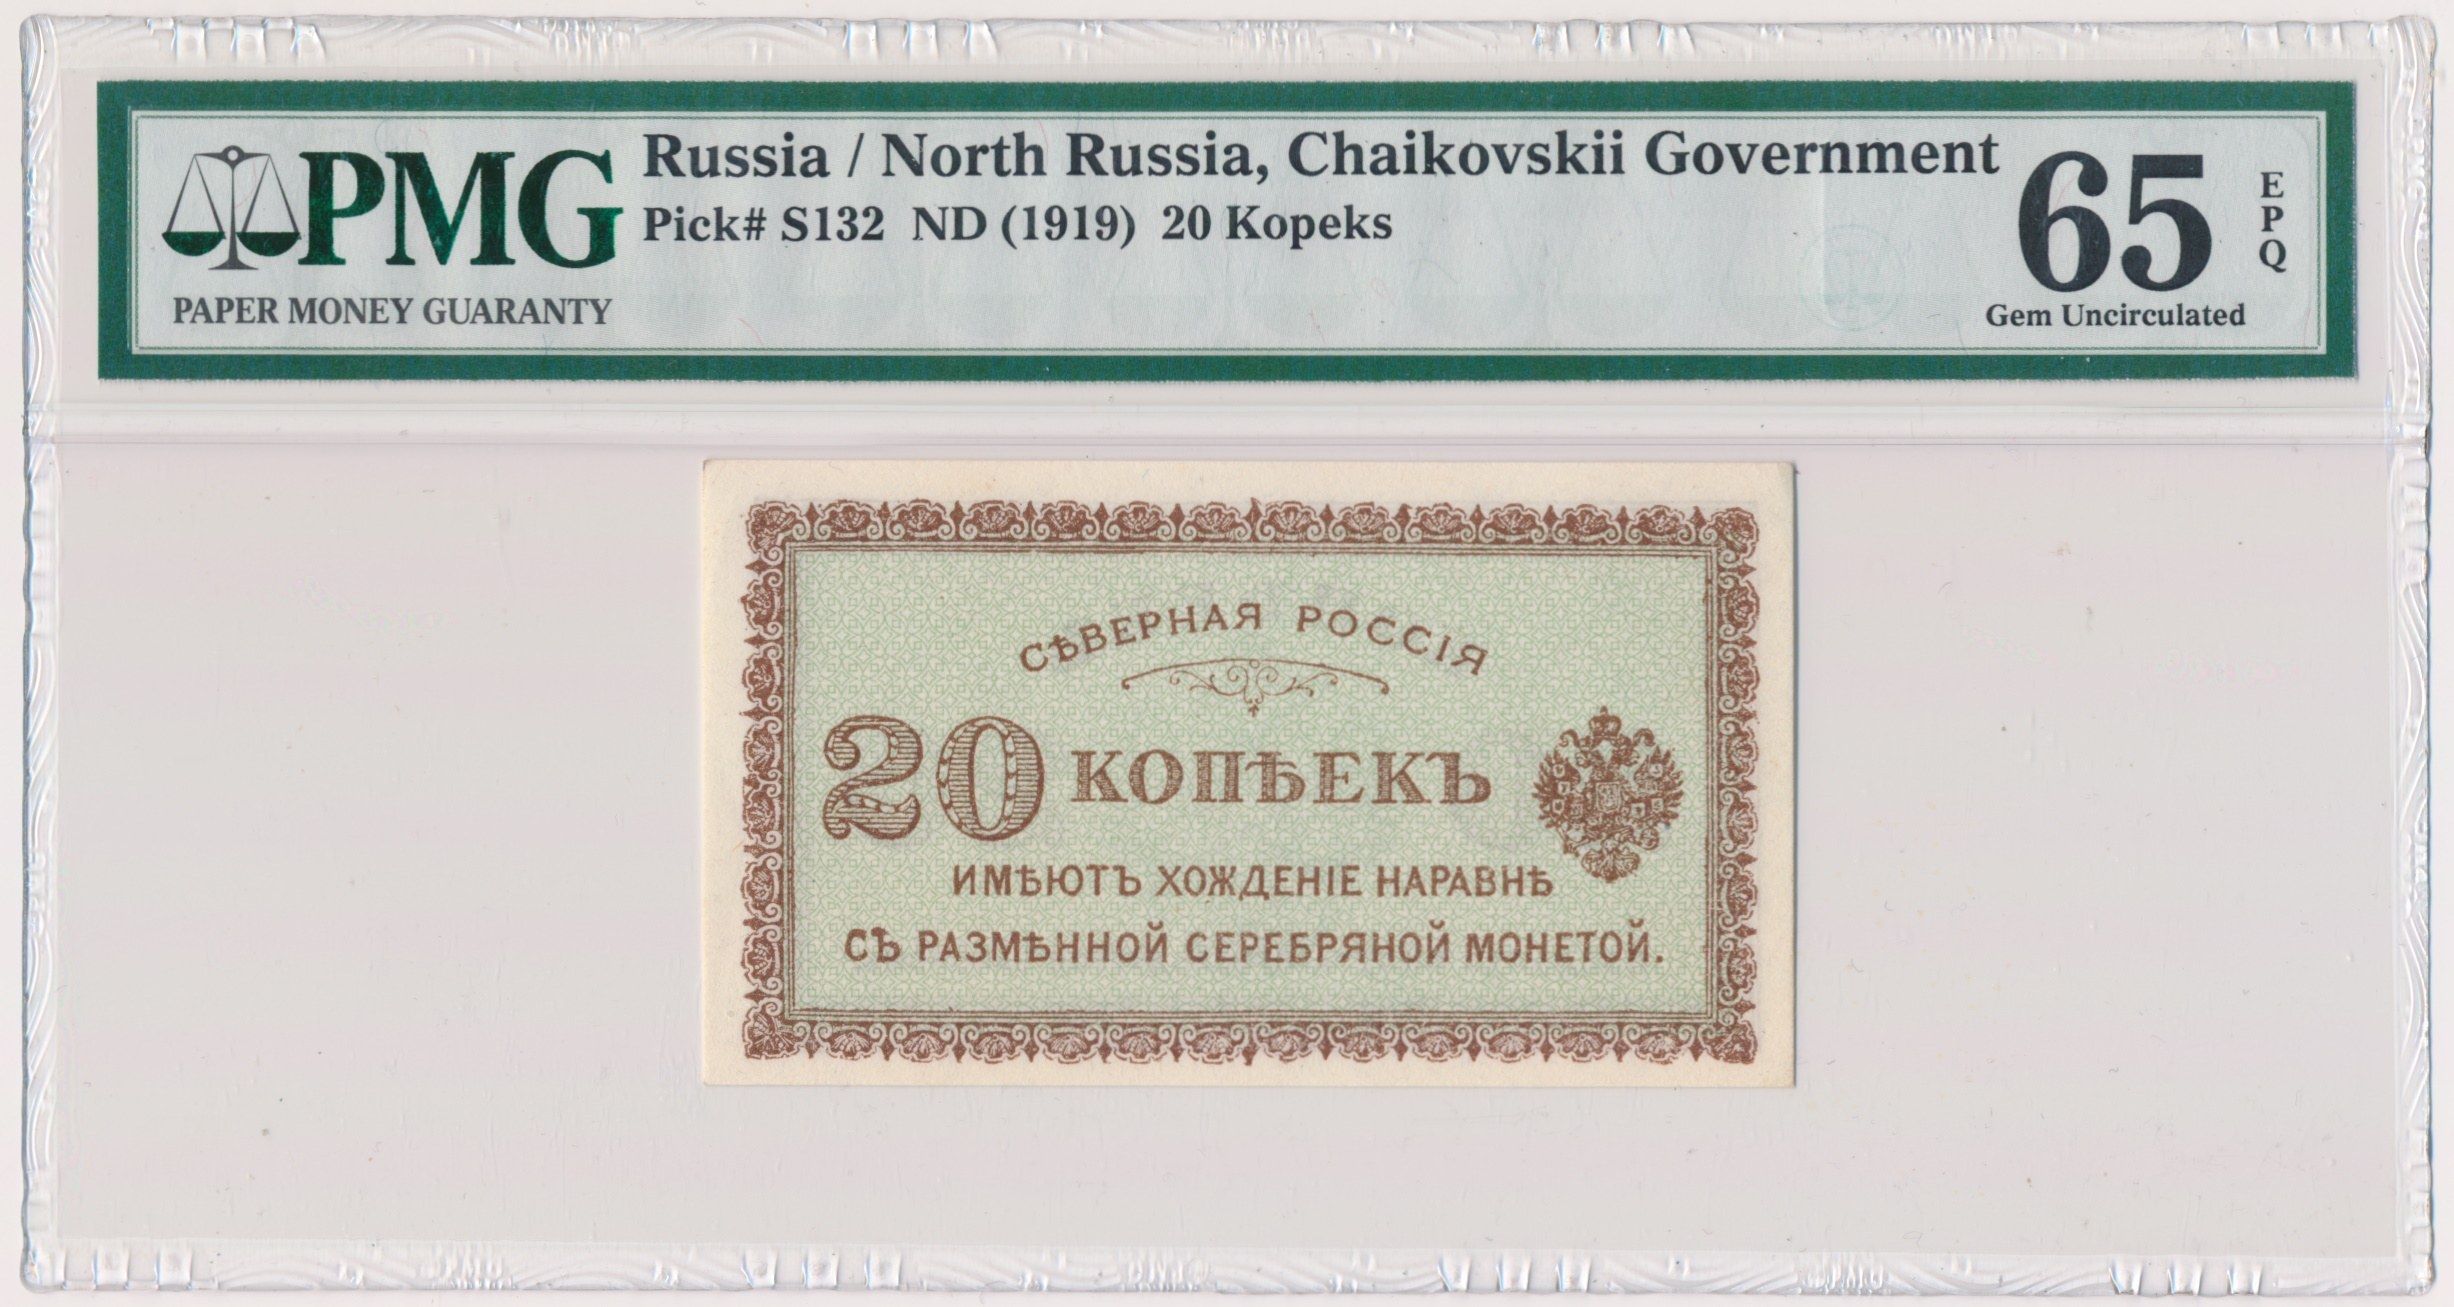 PMG
PAPER MONEY GUARANTY
Russia / North Russia, Chaikovskii Government
Pick# S132 ND (1919) 20 Kopeks
65
EPQ
Gem Uncirculated
СѢВЕРНАЯ РОССІЯ
20 КОПѢЕКЪ
ИМѢЮТЪ ХОЖДЕНІЕ НАРАВНѢ
СЪ РАЗМѢННОЙ СЕРЕБРЯНОЙ МОНЕТОЙ.